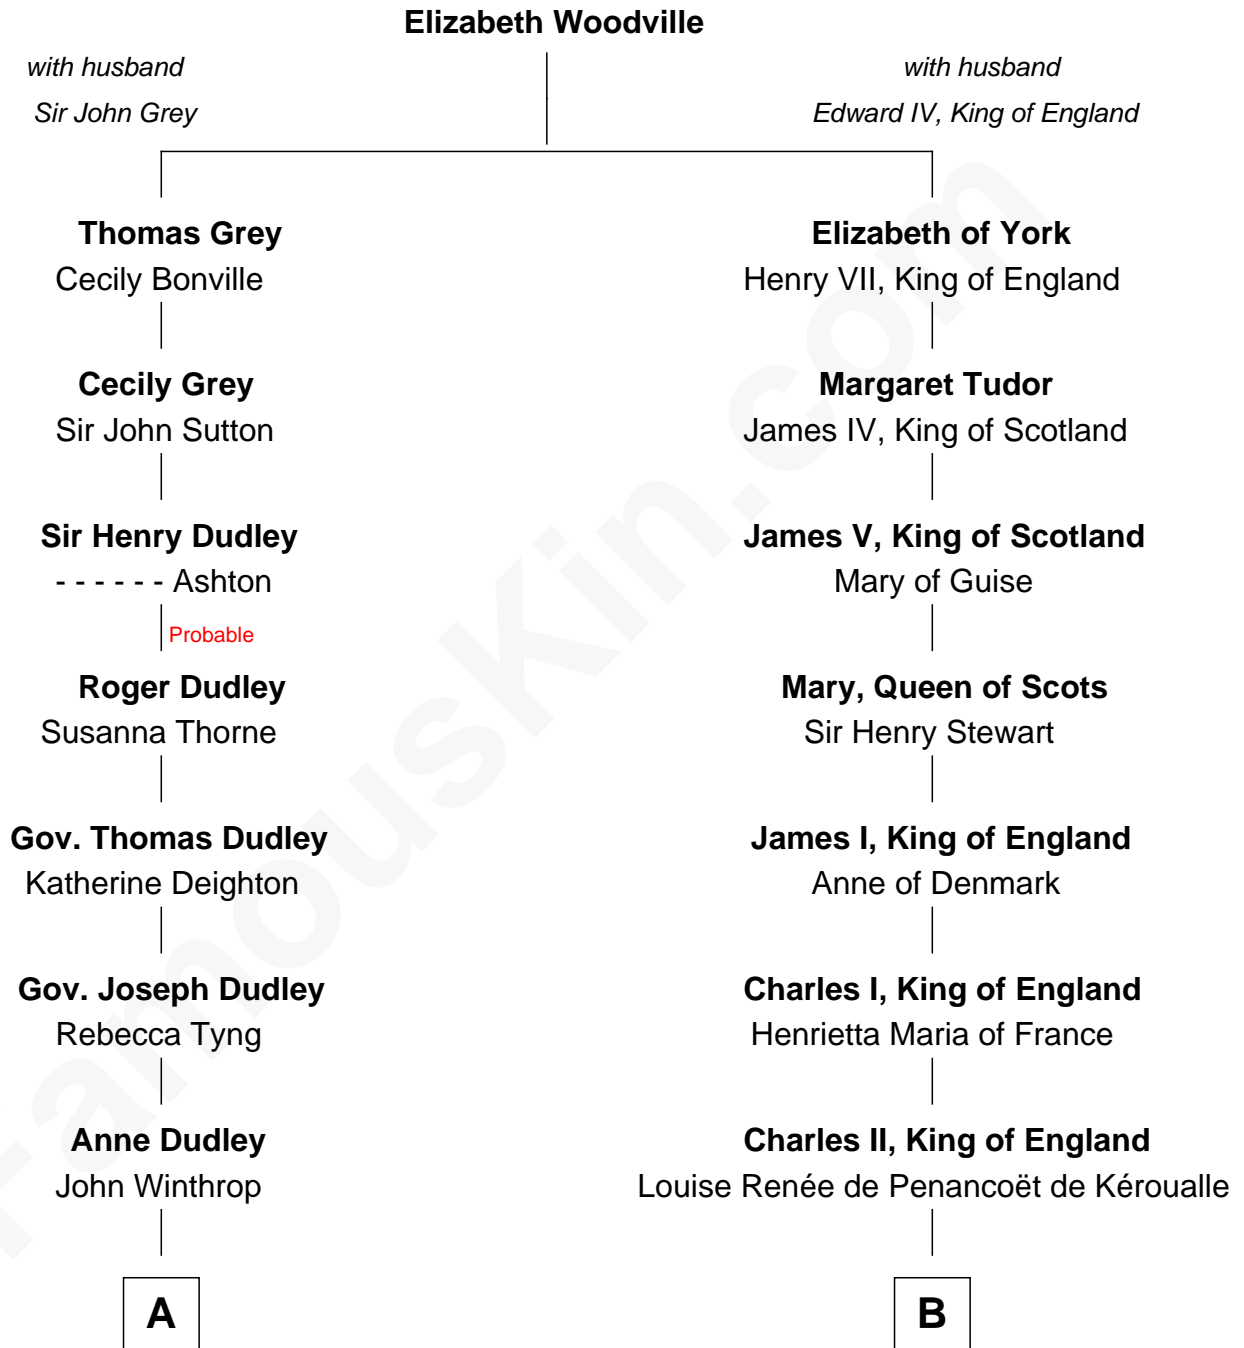 Elizabeth Woodville
with husband
Sir John Grey
with husband
Edward IV, King of England
Thomas Grey
Cecily Bonville
Elizabeth of York
Henry VII, King of England
Cecily Grey
Sir John Sutton
Margaret Tudor
James IV, King of Scotland
Sir Henry Dudley
- - - - - - Ashton
James V, King of Scotland
Mary of Guise
Probable
Roger Dudley
Susanna Thorne
Mary, Queen of Scots
Sir Henry Stewart
Gov. Thomas Dudley
Katherine Deighton
James I, King of England
Anne of Denmark
Gov. Joseph Dudley
Rebecca Tyng
Charles I, King of England
Henrietta Maria of France
Anne Dudley
John Winthrop
Charles II, King of England
Louise Renée de Penancoët de Kéroualle
A
B
FamousKin.com